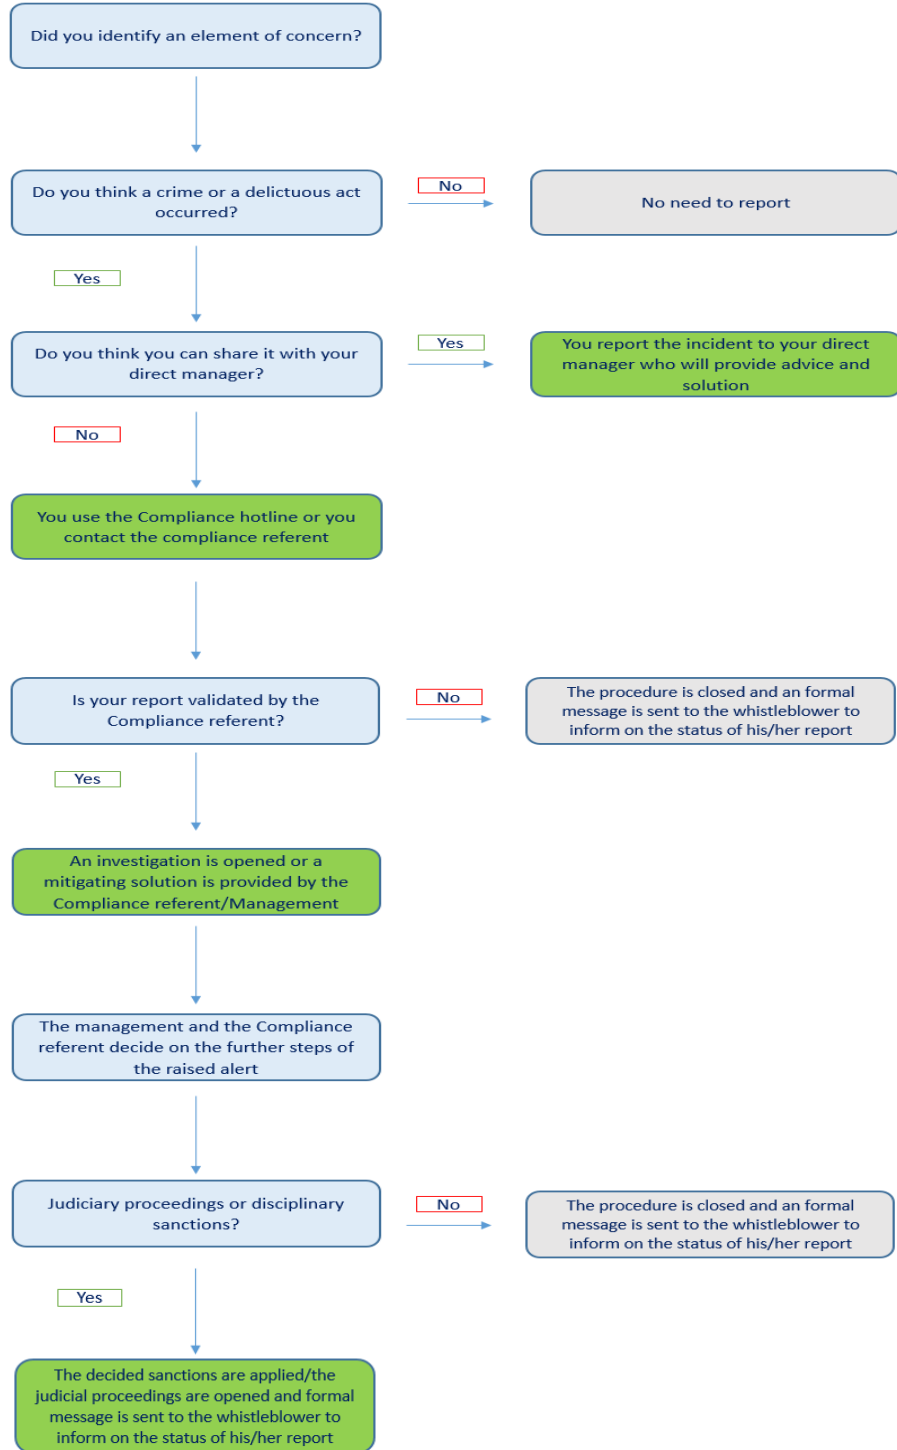 Did you identify an element of concern?
Do you think a crime or a delictuous act
occurred?
No
No need to report
Yes
Do you think you can share it with your
direct manager?
Yes
You report the incident to your direct
manager who will provide advice and
solution
No
You use the Compliance hotline or you
contact the compliance referent
Is your report validated by the
Compliance referent?
No
The procedure is closed and an formal
message is sent to the whistleblower to
inform on the status of his/her report
Yes
An investigation is opened or a
mitigating solution is provided by the
Compliance referent/Management
The management and the Compliance
referent decide on the further steps of
the raised alert
Judiciary proceedings or disciplinary
sanctions?
No
The procedure is closed and an formal
message is sent to the whistleblower to
inform on the status of his/her report
Yes
The decided sanctions are applied/the
judicial proceedings are opened and formal
message is sent to the whistleblower to
inform on the status of his/her report